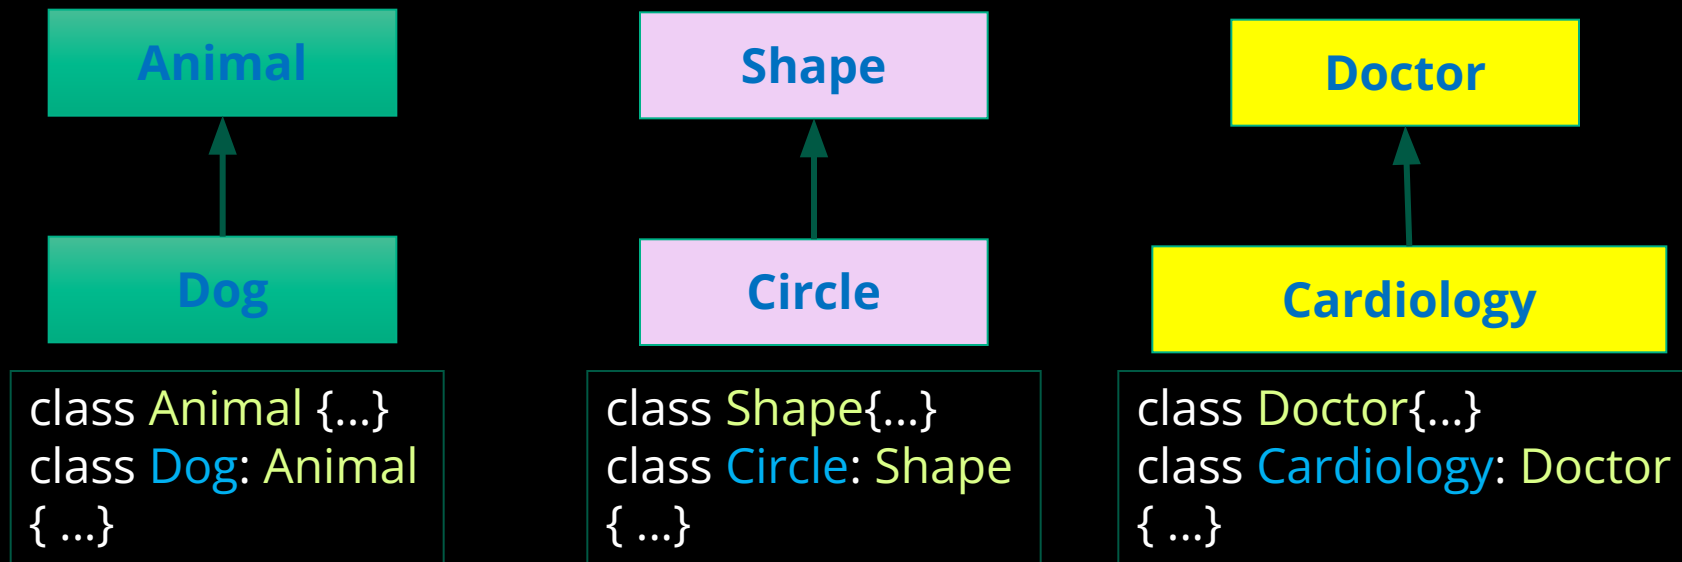 Animal
Shape
Doctor
Dog
Circle
Cardiology
class Animal {...}
class Dog: Animal
{ ...}
class Shape{...}
class Circle: Shape
{ ...}
class Doctor{...}
class Cardiology: Doctor
{ ...}